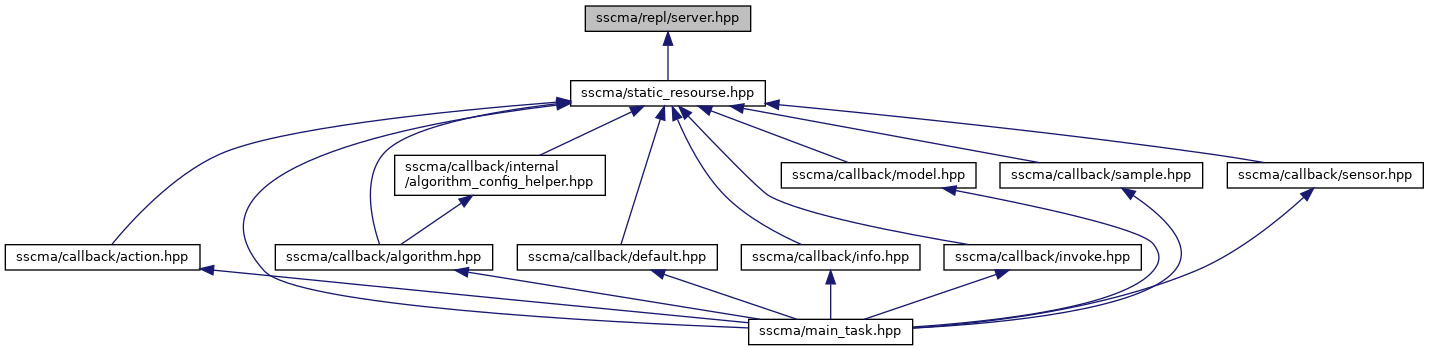 sscma/repl/server.hpp
sscma/static_resourse.hpp
sscma/callback/internal
/algorithm_config_helper.hpp
sscma/callback/model.hpp
sscma/callback/sample.hpp
sscma/callback/sensor.hpp
sscma/callback/action.hpp
sscma/callback/algorithm.hpp
sscma/callback/default.hpp
sscma/callback/info.hpp
sscma/callback/invoke.hpp
sscma/main_task.hpp